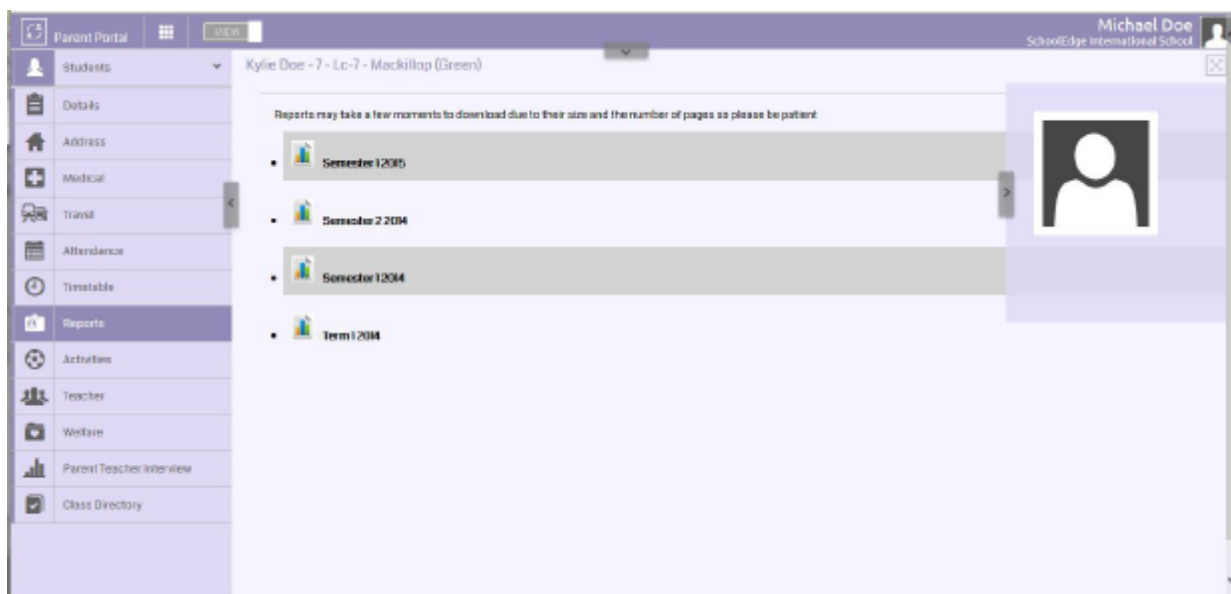 Parent Portal
VIEW
Michael Doe
SchoolEdge International School
Students
Kylie Doe - 7 - Lc-7 - Mackillop (Green)
Details
Address
Medical
Travel
Attendance
Timetable
Reports
Activities
Teacher
Welfare
Parent Teacher Interview
Class Directory
Reports may take a few moments to download due to their size and the number of pages so please be patient
Semester 1 2015
Semester 2 2014
Semester 1 2014
Term 1 2014